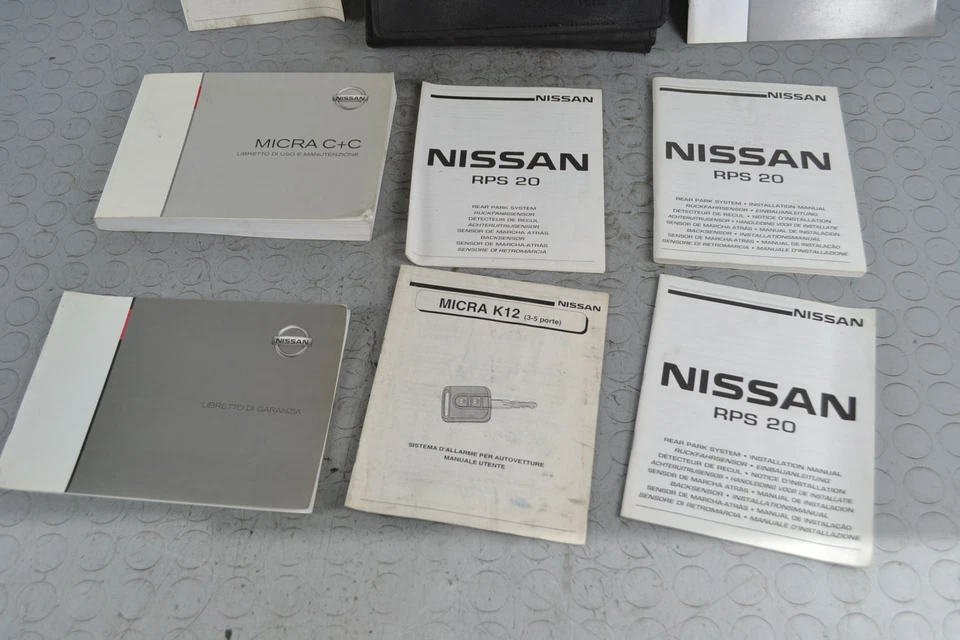 NISSAN
MICRA C+C
LIBRETTO DI USO E MANUTENZIONE
NISSAN
NISSAN
RPS 20
REAR PARK SYSTEM
RÜCKFAHRSENSOR
DÉTECTEUR DE RECUL
ACHTERUITRIJSENSOR
SENSOR DE MARCHA ATRÁS
BACKSENSOR
SENSOR DE MARCHA-ATRÁS
SENSORE DI RETROMARCIA
NISSAN
NISSAN
RPS 20
REAR PARK SYSTEM • INSTALLATION MANUAL
RÜCKFAHRSENSOR • EINBAUANLEITUNG
DÉTECTEUR DE RECUL • NOTICE D'INSTALLATION
ACHTERUITRIJSENSOR • HANDLEIDING VOOR DE INSTALLATIE
SENSOR DE MARCHA ATRÁS • MANUAL DE INSTALACION
BACKSENSOR • INSTALLATIONSMANUAL
SENSOR DE MARCHA-ATRÁS • MANUAL DE INSTALAÇÃO
SENSORE DI RETROMARCIA • MANUALE D'INSTALLAZIONE
NISSAN
LIBRETTO DI GARANZIA
NISSAN
MICRA K12 (3-5 porte)
SISTEMA D'ALLARME PER AUTOVETTURE
MANUALE UTENTE
NISSAN
NISSAN
RPS 20
REAR PARK SYSTEM • INSTALLATION MANUAL
RÜCKFAHRSENSOR • EINBAUANLEITUNG
DÉTECTEUR DE RECUL • NOTICE D'INSTALLATION
ACHTERUITRIJSENSOR • HANDLEIDING VOOR DE INSTALLATIE
SENSOR DE MARCHA ATRÁS • MANUAL DE INSTALACION
BACKSENSOR • INSTALLATIONSMANUAL
SENSOR DE MARCHA-ATRÁS • MANUAL DE INSTALAÇÃO
SENSORE DI RETROMARCIA • MANUALE D'INSTALLAZIONE